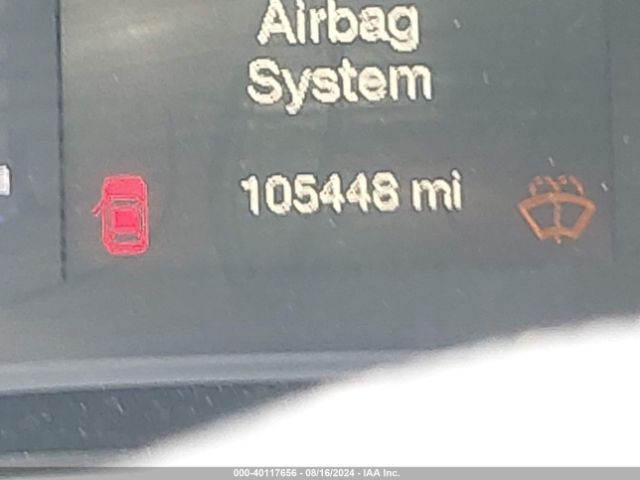 Airbag
System
105448 mi
000-40117656 - 08/16/2024 - IAA Inc.